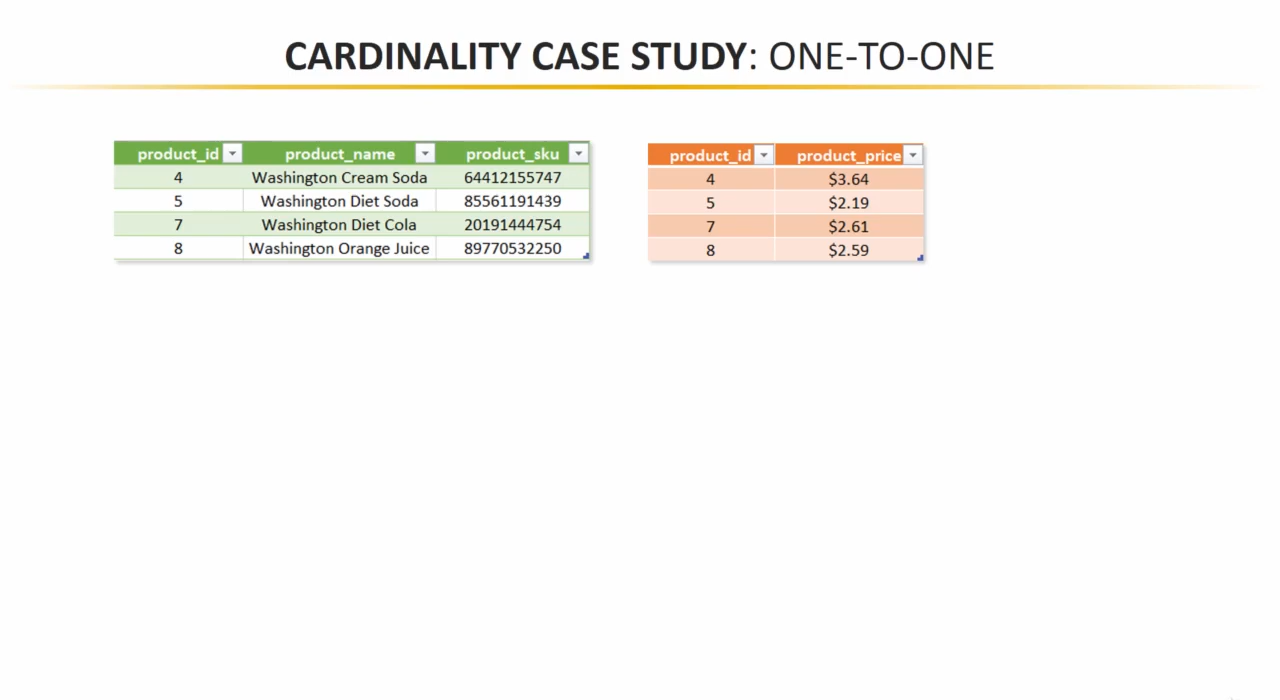 CARDINALITY CASE STUDY: ONE-TO-ONE
product_id product_name product_sku
4 Washington Cream Soda 64412155747
5 Washington Diet Soda 85561191439
7 Washington Diet Cola 20191444754
8 Washington Orange Juice 89770532250
product_id product_price
4 $3.64
5 $2.19
7 $2.61
8 $2.59